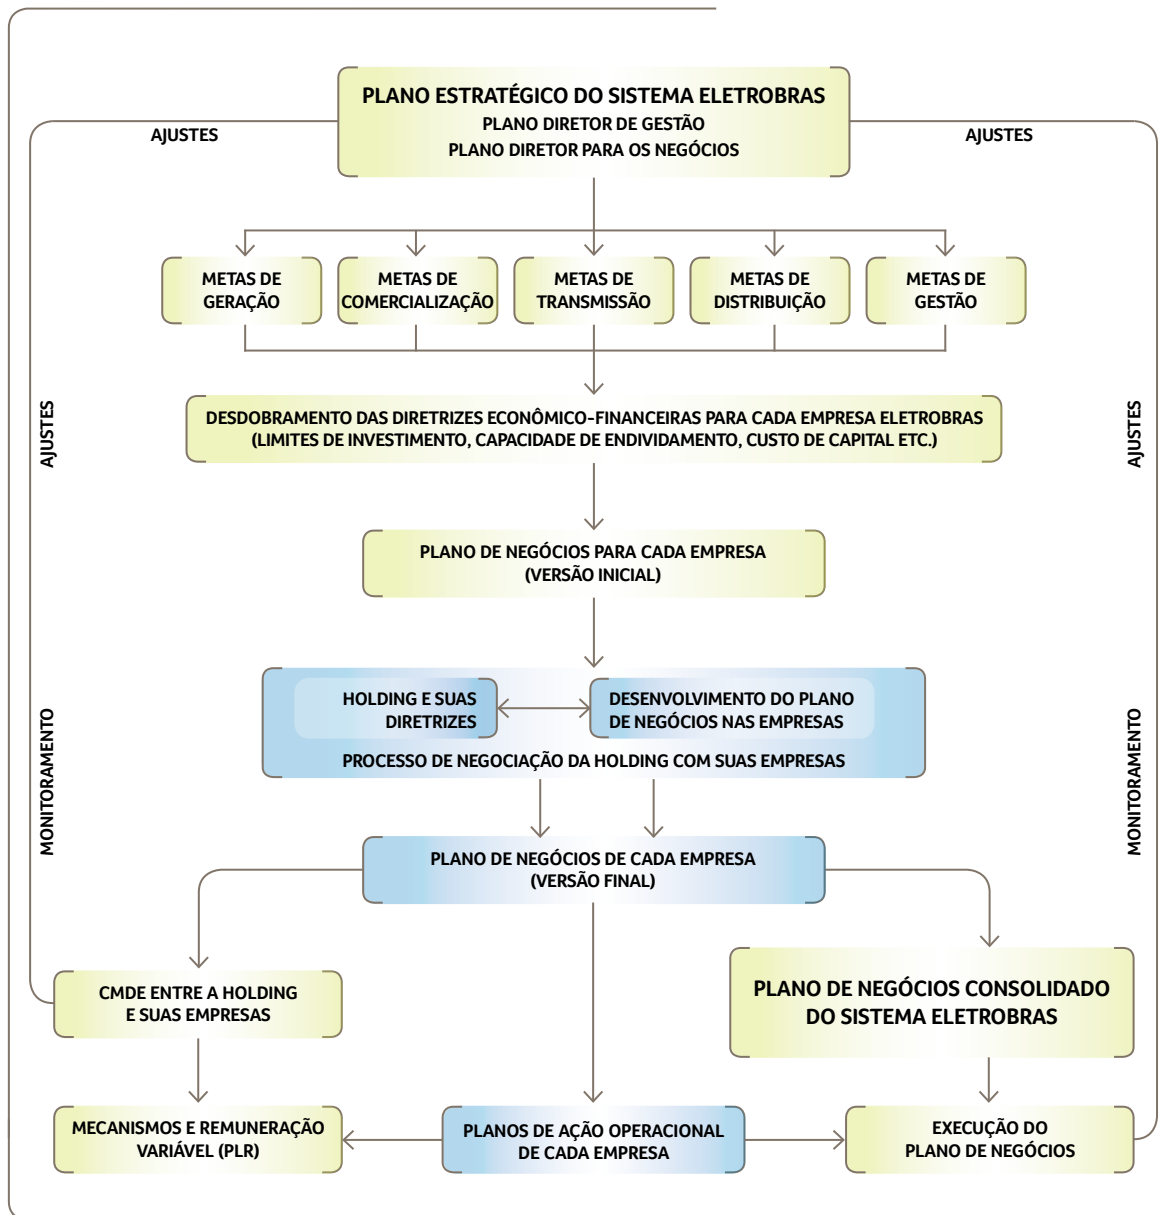 PLANO ESTRATÉGICO DO SISTEMA ELETROBRAS
PLANO DIRETOR DE GESTÃO
PLANO DIRETOR PARA OS NEGÓCIOS
AJUSTES
AJUSTES
METAS DE
GERAÇÃO
METAS DE
COMERCIALIZAÇÃO
METAS DE
TRANSMISSÃO
METAS DE
DISTRIBUIÇÃO
METAS DE
GESTÃO
DESDOBRAMENTO DAS DIRETRIZES ECONÔMICO-FINANCEIRAS PARA CADA EMPRESA ELETROBRAS
(LIMITES DE INVESTIMENTO, CAPACIDADE DE ENDIVIDAMENTO, CUSTO DE CAPITAL ETC.)
AJUSTES
AJUSTES
PLANO DE NEGÓCIOS PARA CADA EMPRESA
(VERSÃO INICIAL)
HOLDING E SUAS
DIRETRIZES
DESENVOLVIMENTO DO PLANO
DE NEGÓCIOS NAS EMPRESAS
PROCESSO DE NEGOCIAÇÃO DA HOLDING COM SUAS EMPRESAS
MONITORAMENTO
MONITORAMENTO
PLANO DE NEGÓCIOS DE CADA EMPRESA
(VERSÃO FINAL)
CMDE ENTRE A HOLDING
E SUAS EMPRESAS
PLANO DE NEGÓCIOS CONSOLIDADO
DO SISTEMA ELETROBRAS
MECANISMOS E REMUNERAÇÃO
VARIÁVEL (PLR)
PLANOS DE AÇÃO OPERACIONAL
DE CADA EMPRESA
EXECUÇÃO DO
PLANO DE NEGÓCIOS